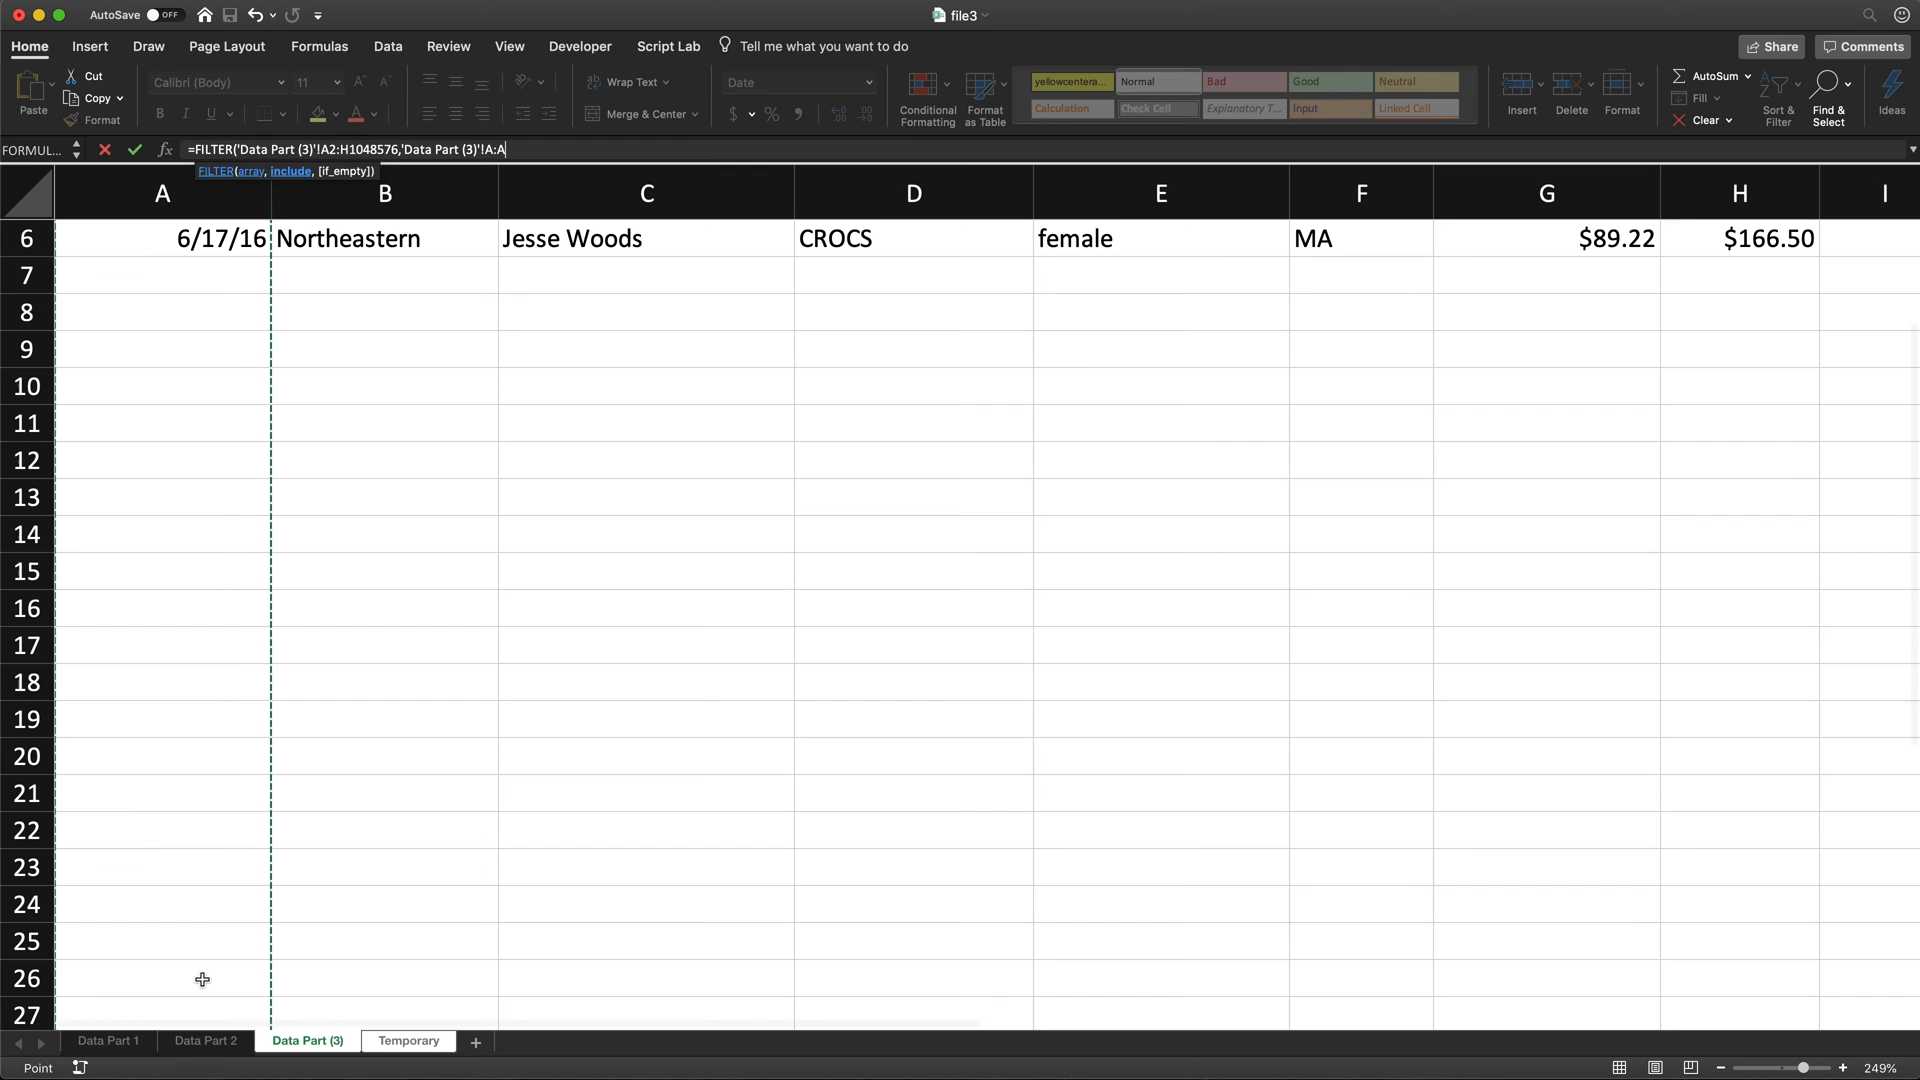 AutoSave OFF
file3
Home Insert Draw Page Layout Formulas Data Review View Developer Script Lab Tell me what you want to do Share Comments
Paste Cut Copy Format
Calibri (Body) 11
B I U A
Wrap Text
Merge & Center
Date
$ %
Conditional Formatting
Format as Table
yellowcentera... Normal Bad Good Neutral
Calculation Check Cell Explanatory T... Input Linked Cell
Insert Delete Format
AutoSum
Fill
Clear
Sort & Filter
Find & Select
Ideas
FORMUL... fx =FILTER('Data Part (3)'!A2:H1048576,'Data Part (3)'!A:A
FILTER(array, include, [if_empty])
A B C D E F G H I
6 6/17/16 Northeastern Jesse Woods CROCS female MA $89.22 $166.50
7
8
9
10
11
12
13
14
15
16
17
18
19
20
21
22
23
24
25
26
27
Data Part 1 Data Part 2 Data Part (3) Temporary +
Point 249%